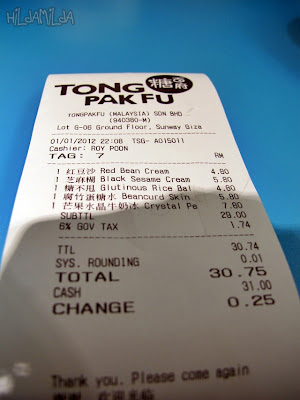 HiLDAMiLDA
TONG 糖
PAK FU
TONGPAKFU (MALAYSIA) SDN BHD
(940380-M)
Lot G-06 Ground Floor, Sunway Giza
01/01/2012 22:08 TSG- A015011
Cashier: ROY POON
TAG: 7 RM
1 红豆沙 Red Bean Cream 4.80
1 芝麻糊 Black Sesame Cream 5.80
1 糖不甩 Glutinous Rice Bal 4.80
1 腐竹蛋糖水 Beancurd Skin 5.80
1 芒果水晶牛奶冰 Crystal Pe 7.80
SUBTTL 29.00
6% GOV TAX 1.74
TTL 30.74
SYS. ROUNDING 0.01
TOTAL 30.75
CASH 31.00
CHANGE 0.25
Thank you. Please come again